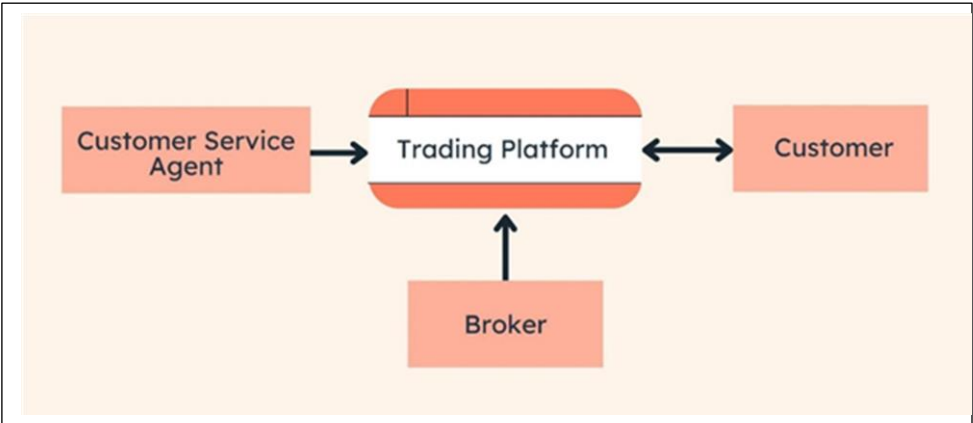 Customer Service
Agent
Trading Platform
Customer
Broker